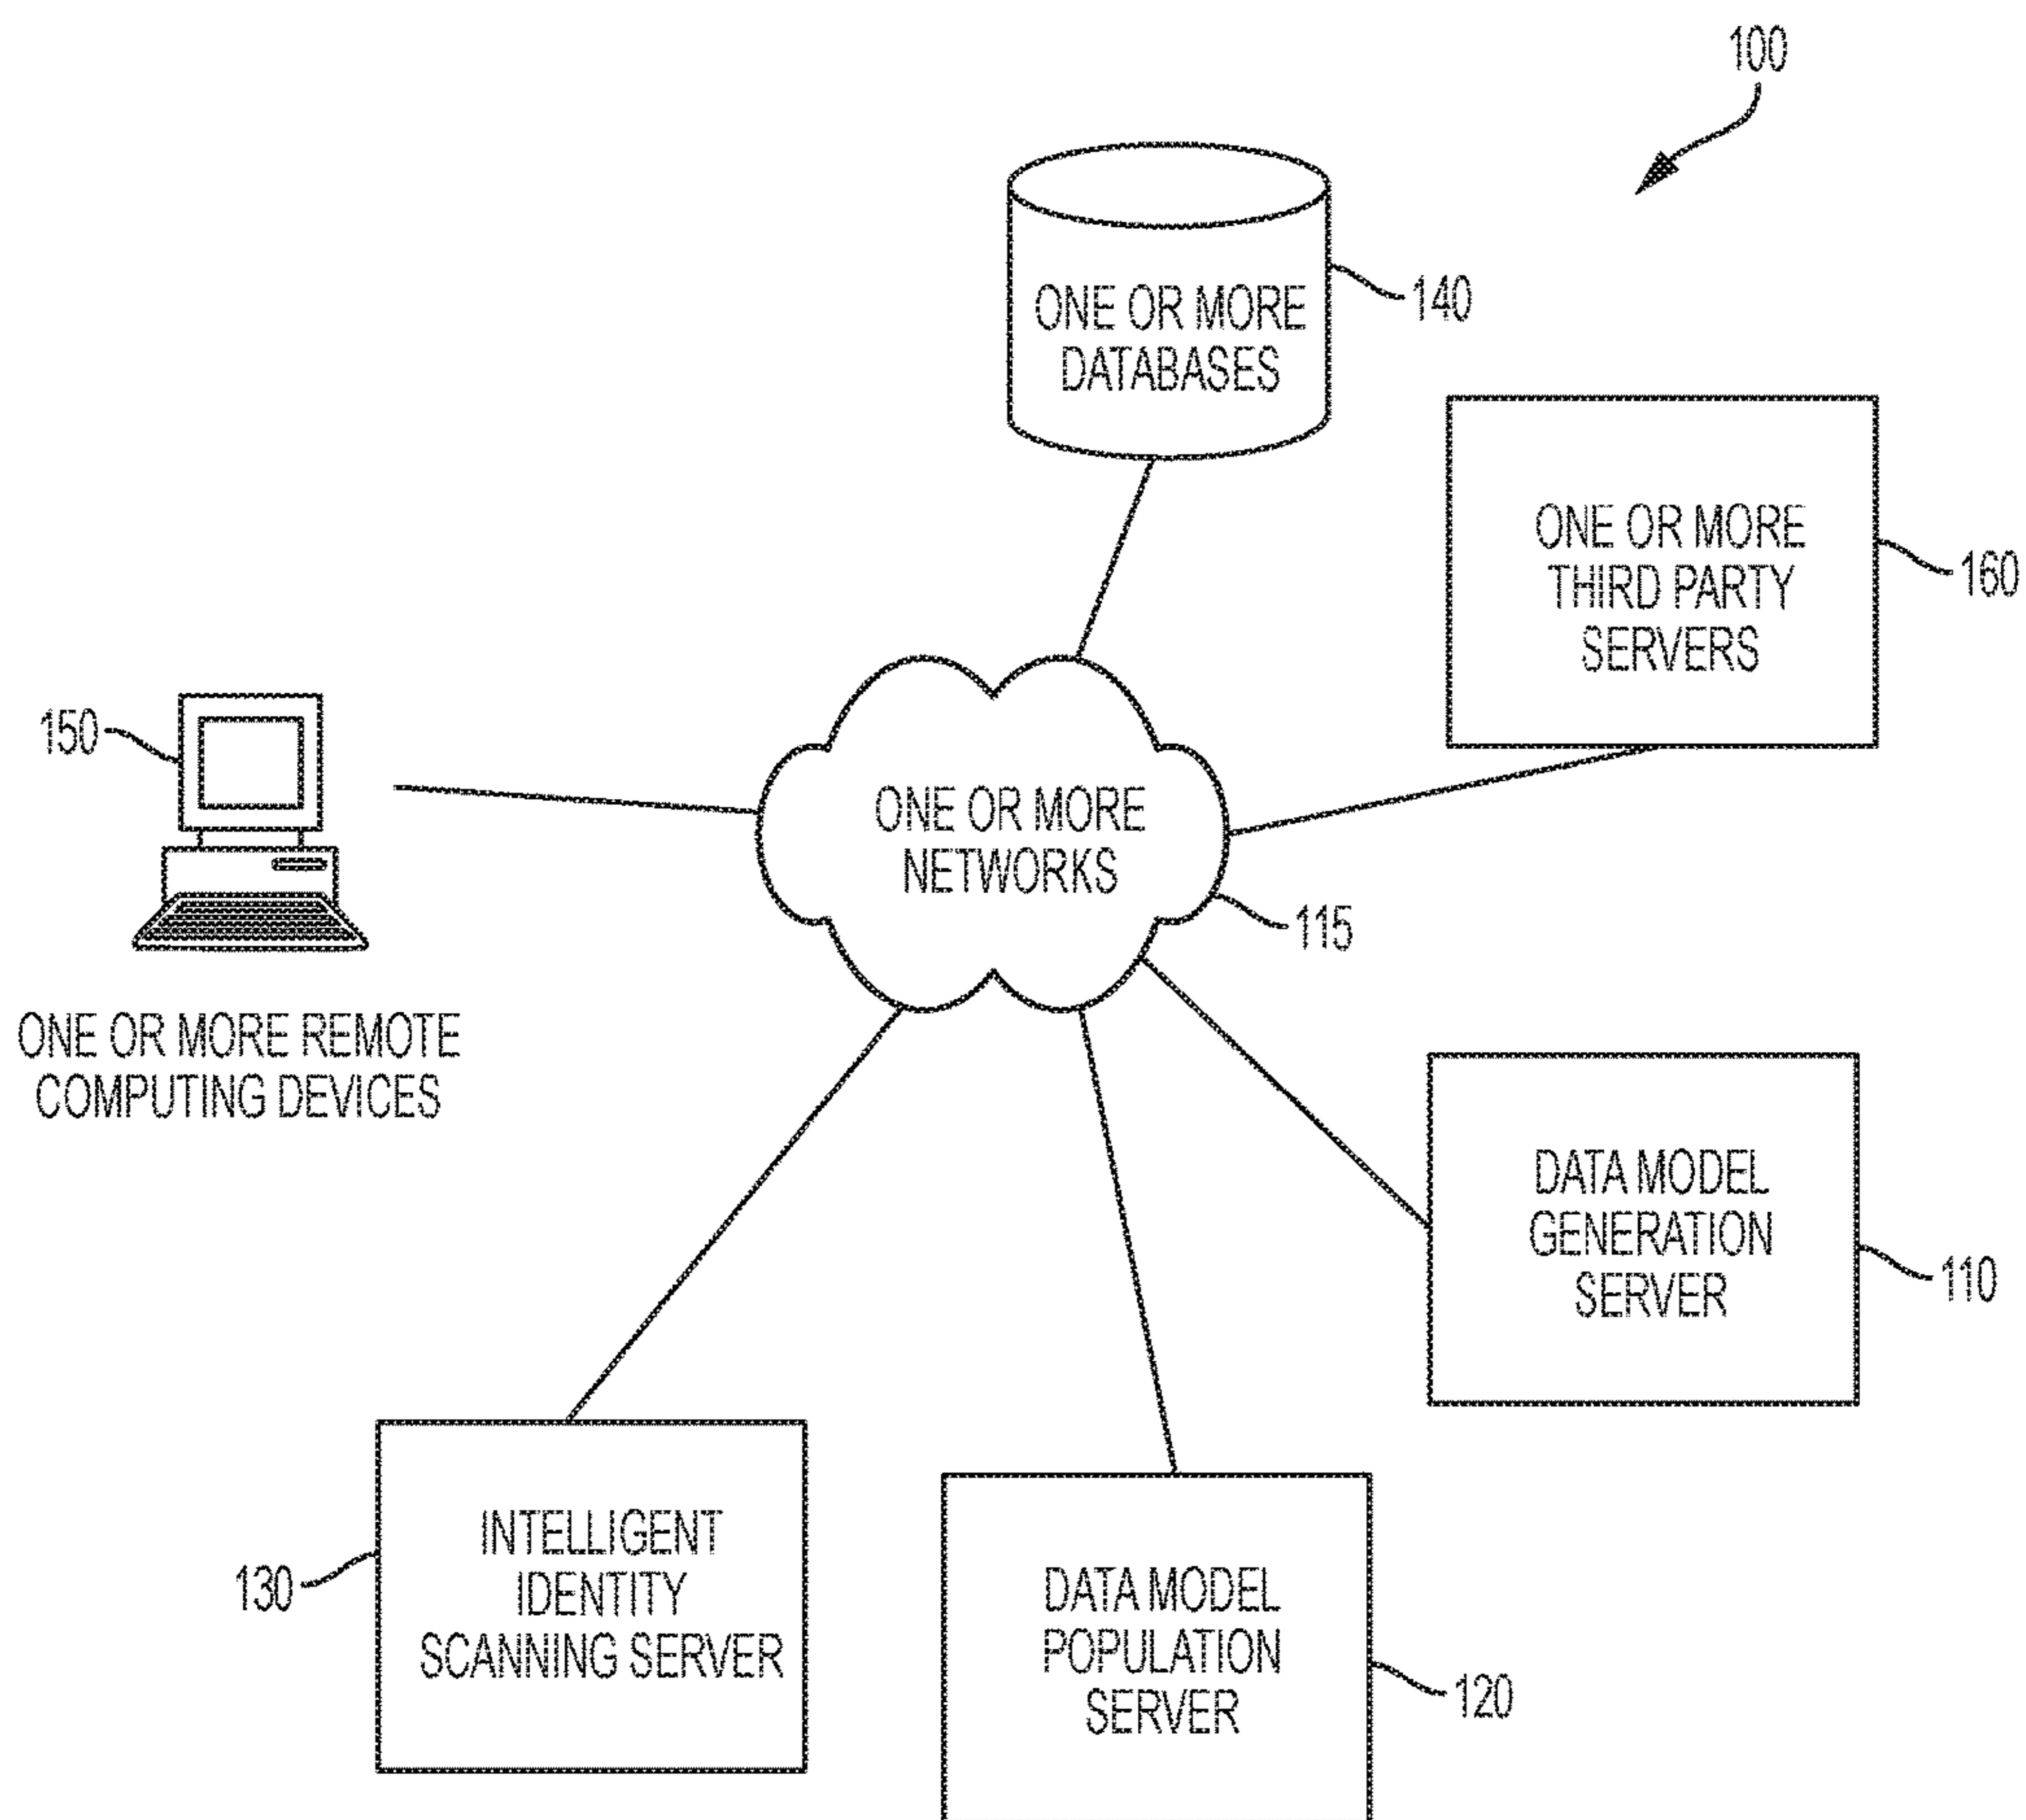 100
ONE OR MORE
DATABASES
140
ONE OR MORE
THIRD PARTY
SERVERS
160
150
ONE OR MORE
NETWORKS
115
ONE OR MORE REMOTE
COMPUTING DEVICES
DATA MODEL
GENERATION
SERVER
110
INTELLIGENT
IDENTITY
SCANNING SERVER
130
DATA MODEL
POPULATION
SERVER
120